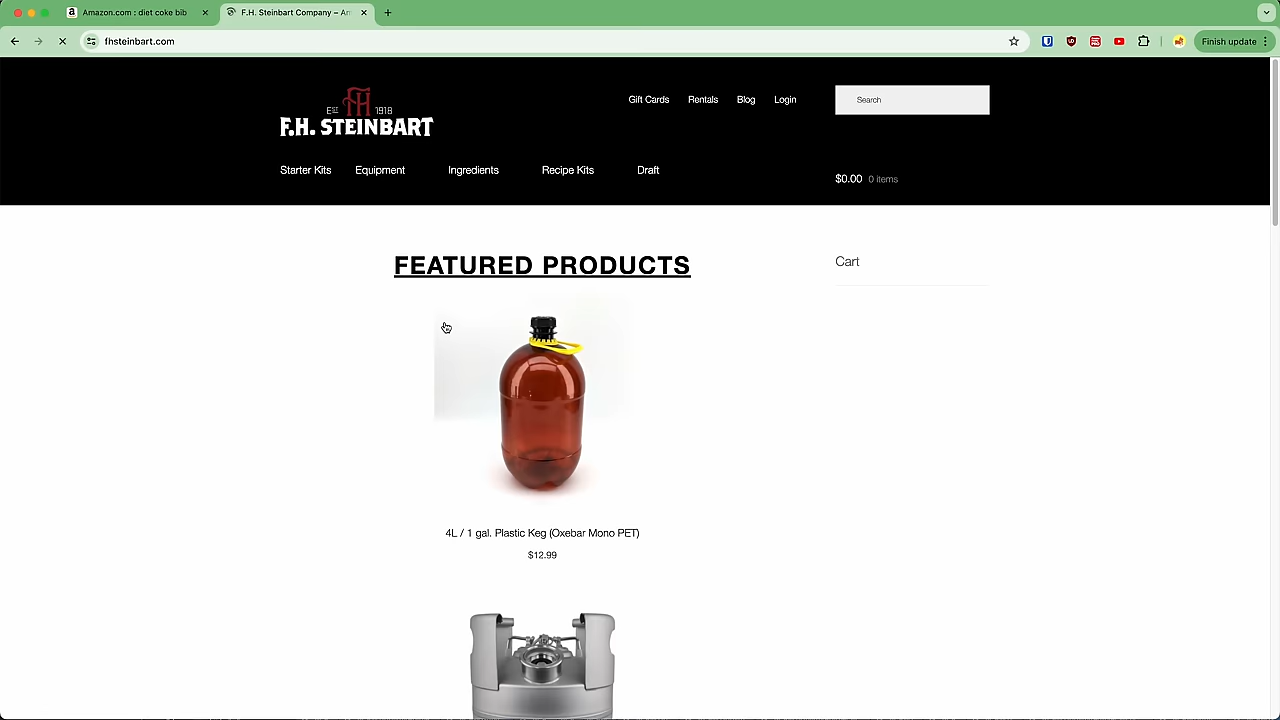 Amazon.com : diet coke bib
F.H. Steinbart Company – Ar
fhsteinbart.com
Finish update
EST 1918
FH
F.H. STEINBART
Gift Cards
Rentals
Blog
Login
Search
Starter Kits
Equipment
Ingredients
Recipe Kits
Draft
$0.00 0 items
FEATURED PRODUCTS
Cart
4L / 1 gal. Plastic Keg (Oxebar Mono PET)
$12.99